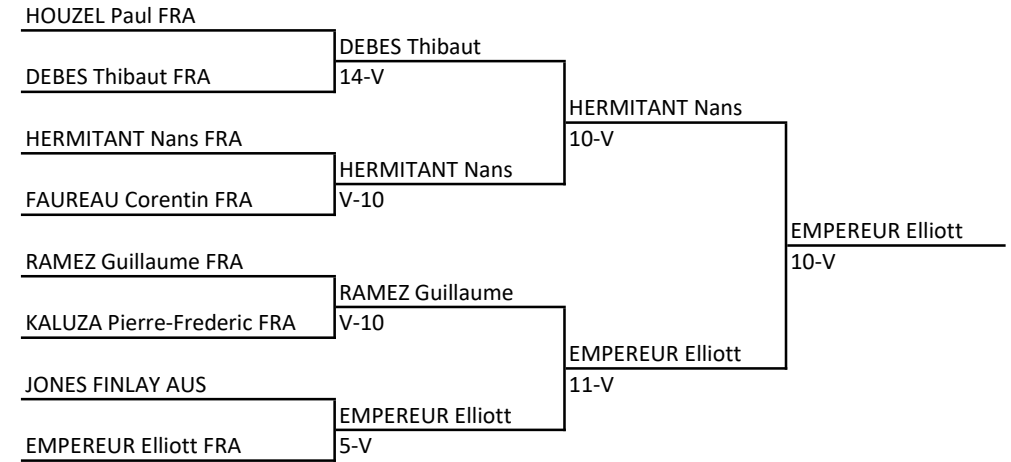 HOUZEL Paul FRA
DEBES Thibaut
DEBES Thibaut FRA
14-V
HERMITANT Nans
HERMITANT Nans FRA
10-V
HERMITANT Nans
FAUREAU Corentin FRA
V-10
EMPEREUR Elliott
RAMEZ Guillaume FRA
10-V
RAMEZ Guillaume
KALUZA Pierre-Frederic FRA
V-10
EMPEREUR Elliott
JONES FINLAY AUS
11-V
EMPEREUR Elliott
EMPEREUR Elliott FRA
5-V